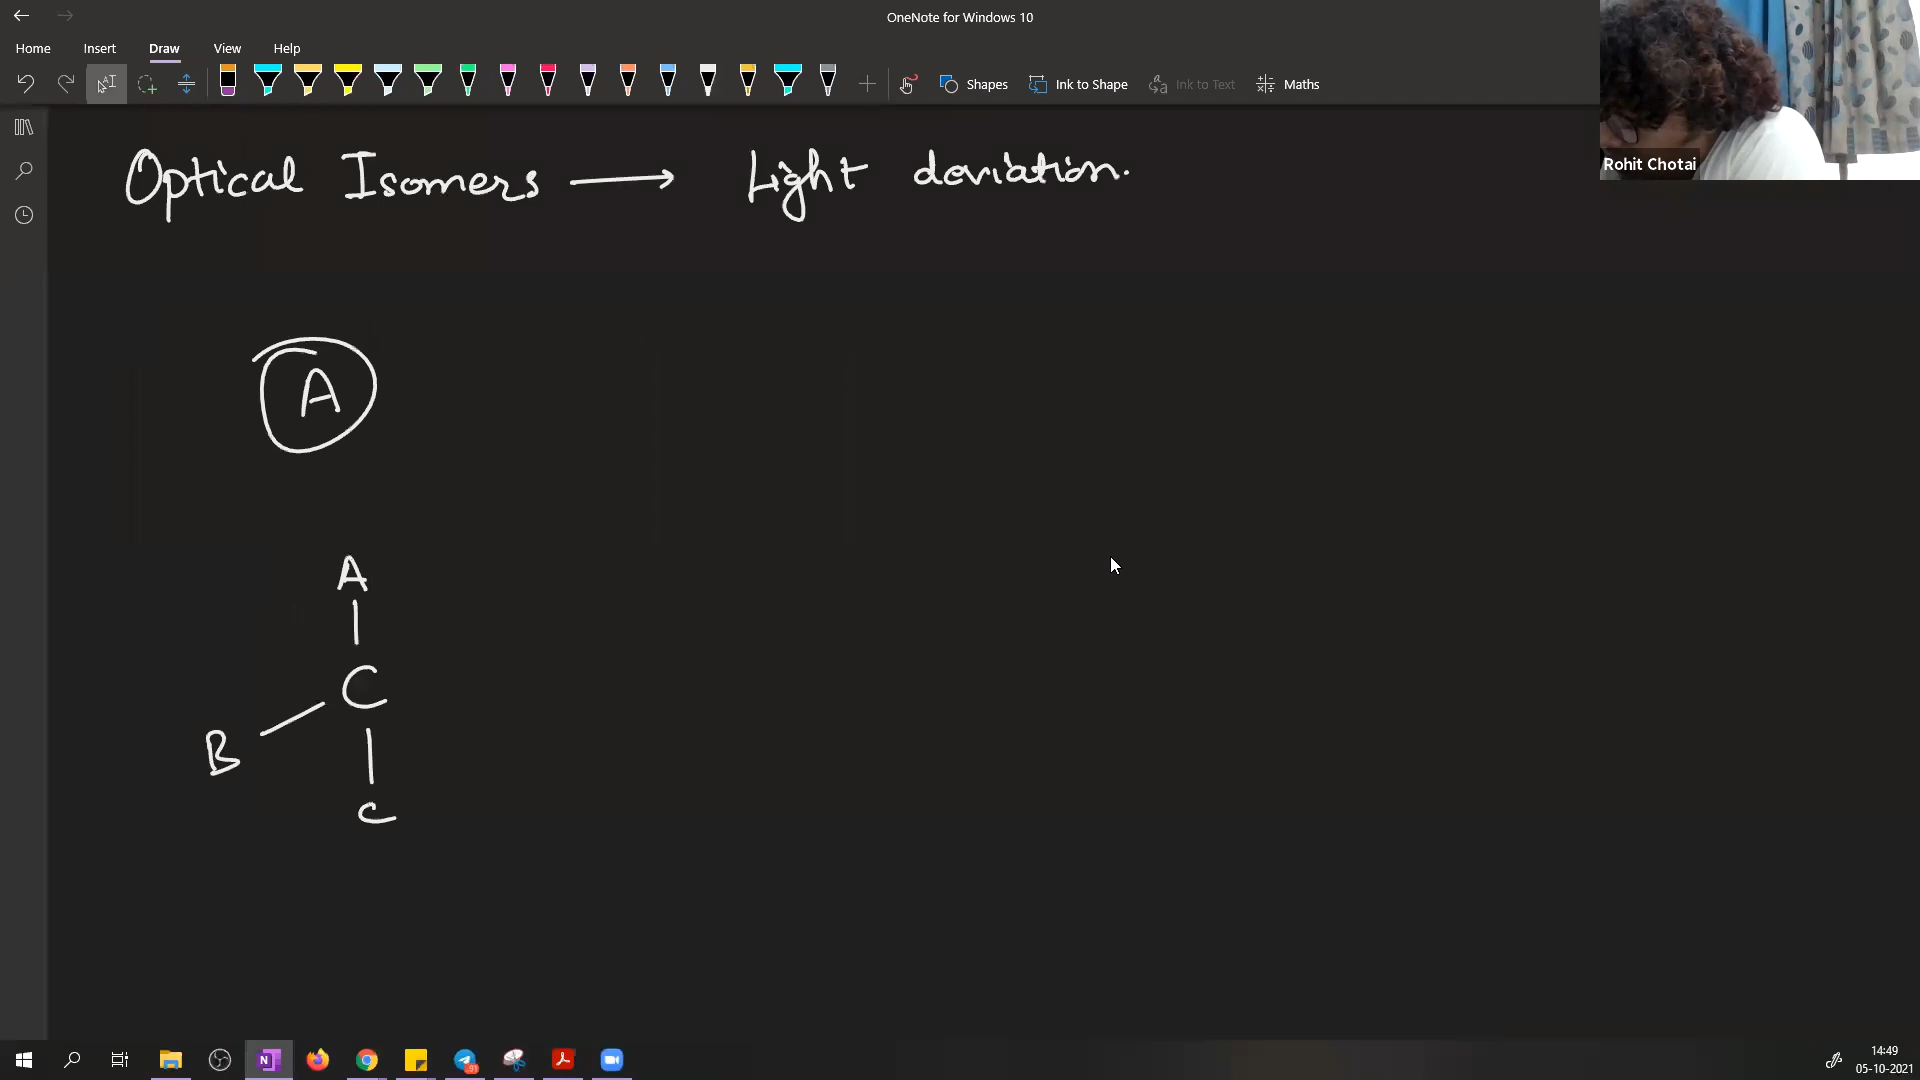 OneNote for Windows 10
Home Insert Draw View Help
Shapes Ink to Shape Ink to Text Maths
Rohit Chotai
Optical Isomers ⟶ Light deviation.
A
A
C
B
C
14:49
05-10-2021